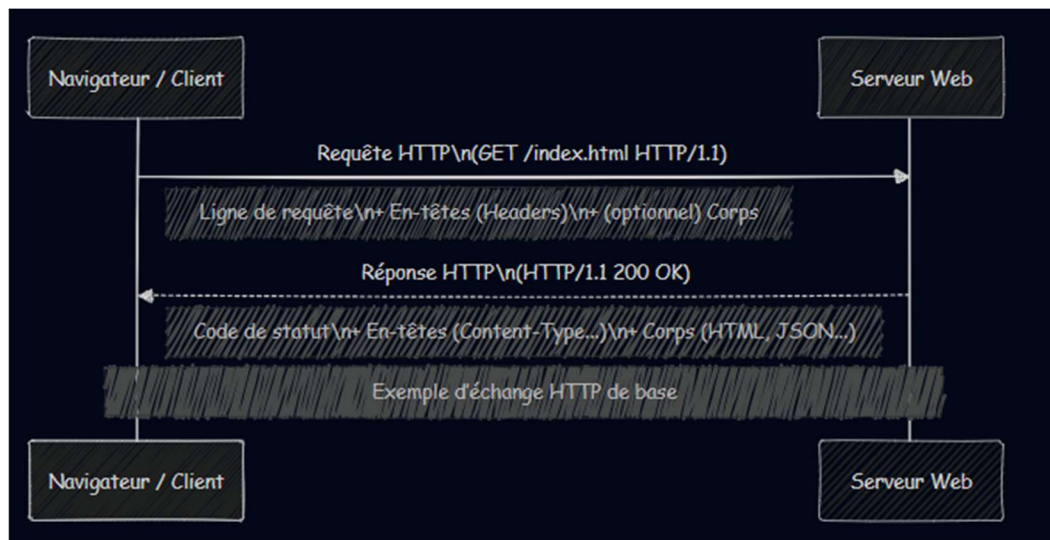 Navigateur / Client
Serveur Web
Requête HTTP\n(GET /index.html HTTP/1.1)
Ligne de requête\n+ En-têtes (Headers)\n+ (optionnel) Corps
Réponse HTTP\n(HTTP/1.1 200 OK)
Code de statut\n+ En-têtes (Content-Type...)\n+ Corps (HTML, JSON...)
Exemple d'échange HTTP de base
Navigateur / Client
Serveur Web